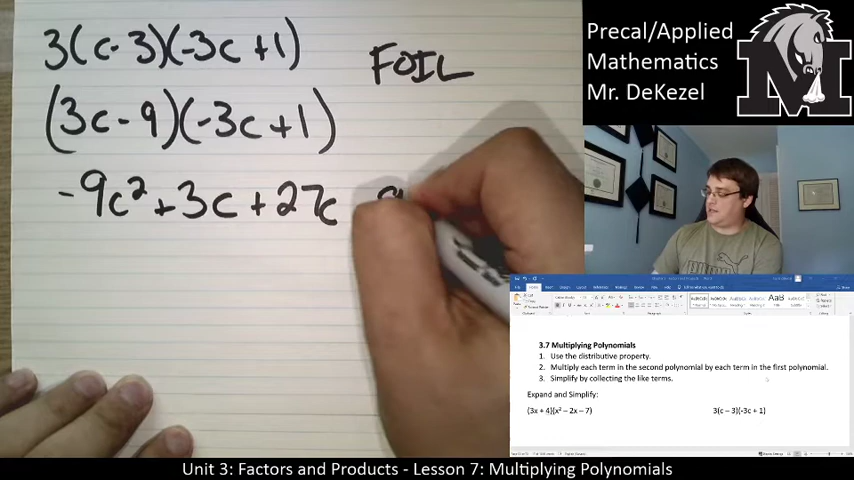 3(c-3)(-3c+1)
FOIL
(3c-9)(-3c+1)
-9c²+3c+27c 9
Precal/Applied
Mathematics
Mr. DeKezel
M
3.7 Multiplying Polynomials
1. Use the distributive property.
2. Multiply each term in the second polynomial by each term in the first polynomial.
3. Simplify by collecting the like terms.
Expand and Simplify:
(3x + 4)(x² – 2x – 7)
3(c – 3)(-3c + 1)
Unit 3: Factors and Products - Lesson 7: Multiplying Polynomials